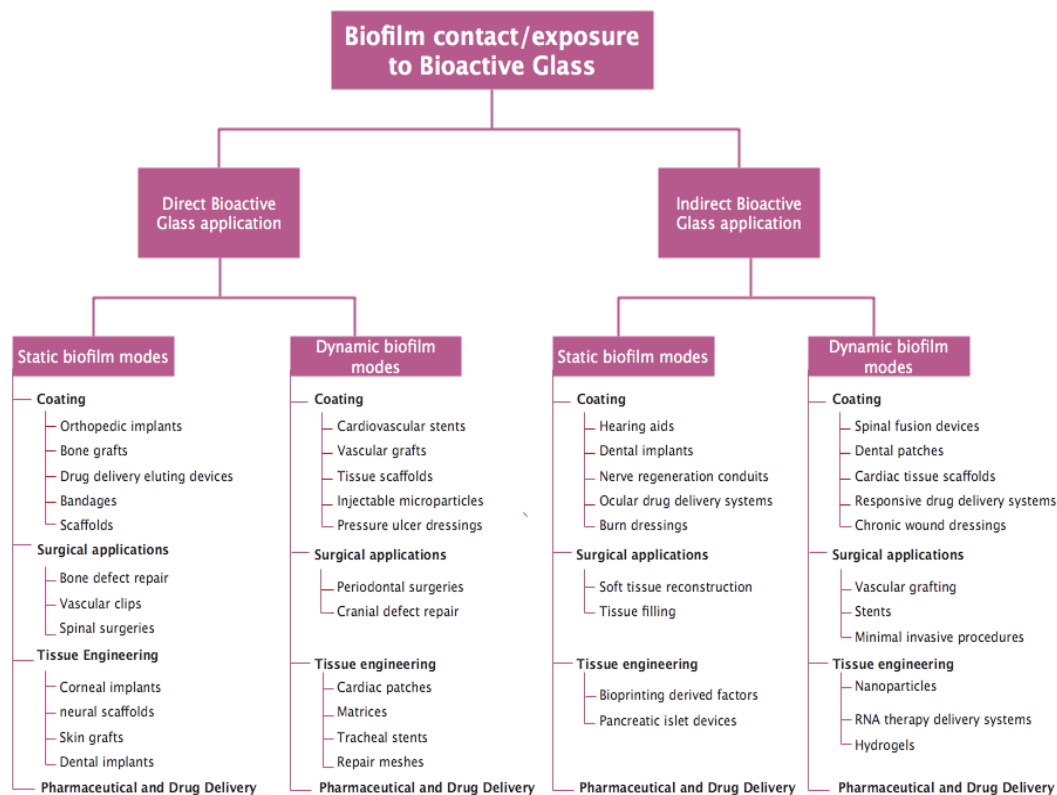 Biofilm contact/exposure
to Bioactive Glass
Direct Bioactive
Glass application
Indirect Bioactive
Glass application
Static biofilm modes
Coating
Orthopedic implants
Bone grafts
Drug delivery eluting devices
Bandages
Scaffolds
Surgical applications
Bone defect repair
Vascular clips
Spinal surgeries
Tissue Engineering
Corneal implants
neural scaffolds
Skin grafts
Dental implants
Pharmaceutical and Drug Delivery
Dynamic biofilm
modes
Coating
Cardiovascular stents
Vascular grafts
Tissue scaffolds
Injectable microparticles
Pressure ulcer dressings
Surgical applications
Periodontal surgeries
Cranial defect repair
Tissue engineering
Cardiac patches
Matrices
Tracheal stents
Repair meshes
Pharmaceutical and Drug Delivery
Static biofilm modes
Coating
Hearing aids
Dental implants
Nerve regeneration conduits
Ocular drug delivery systems
Burn dressings
Surgical applications
Soft tissue reconstruction
Tissue filling
Tissue engineering
Bioprinting derived factors
Pancreatic islet devices
Pharmaceutical and Drug Delivery
Dynamic biofilm
modes
Coating
Spinal fusion devices
Dental patches
Cardiac tissue scaffolds
Responsive drug delivery systems
Chronic wound dressings
Surgical applications
Vascular grafting
Stents
Minimal invasive procedures
Tissue engineering
Nanoparticles
RNA therapy delivery systems
Hydrogels
Pharmaceutical and Drug Delivery